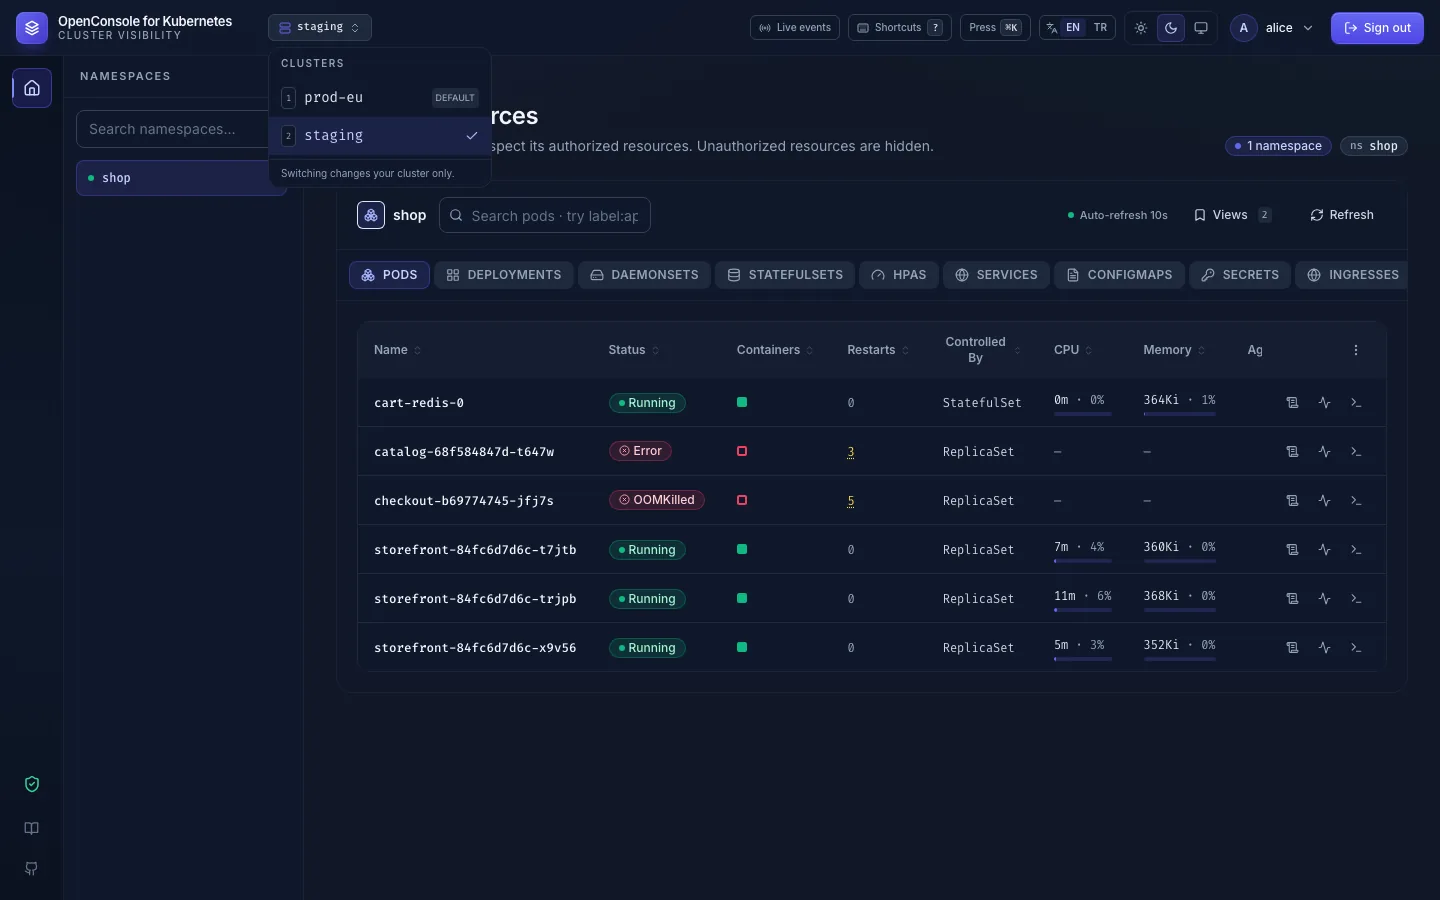 OpenConsole for Kubernetes
CLUSTER VISIBILITY
staging
Live events
Shortcuts ?
Press ⌘K
EN TR
A alice
Sign out
NAMESPACES
Search namespaces...
shop
CLUSTERS
1 prod-eu DEFAULT
2 staging
Switching changes your cluster only.
rces
spect its authorized resources. Unauthorized resources are hidden.
1 namespace
ns shop
shop
Search pods · try label:ap
Auto-refresh 10s
Views 2
Refresh
PODS DEPLOYMENTS DAEMONSETS STATEFULSETS HPAS SERVICES CONFIGMAPS SECRETS INGRESSES
Name Status Containers Restarts Controlled By CPU Memory Ag
cart-redis-0 Running 0 StatefulSet 0m · 0% 364Ki · 1%
catalog-68f584847d-t647w Error 3 ReplicaSet — —
checkout-b69774745-jfj7s OOMKilled 5 ReplicaSet — —
storefront-84fc6d7d6c-t7jtb Running 0 ReplicaSet 7m · 4% 360Ki · 0%
storefront-84fc6d7d6c-trjpb Running 0 ReplicaSet 11m · 6% 368Ki · 0%
storefront-84fc6d7d6c-x9v56 Running 0 ReplicaSet 5m · 3% 352Ki · 0%